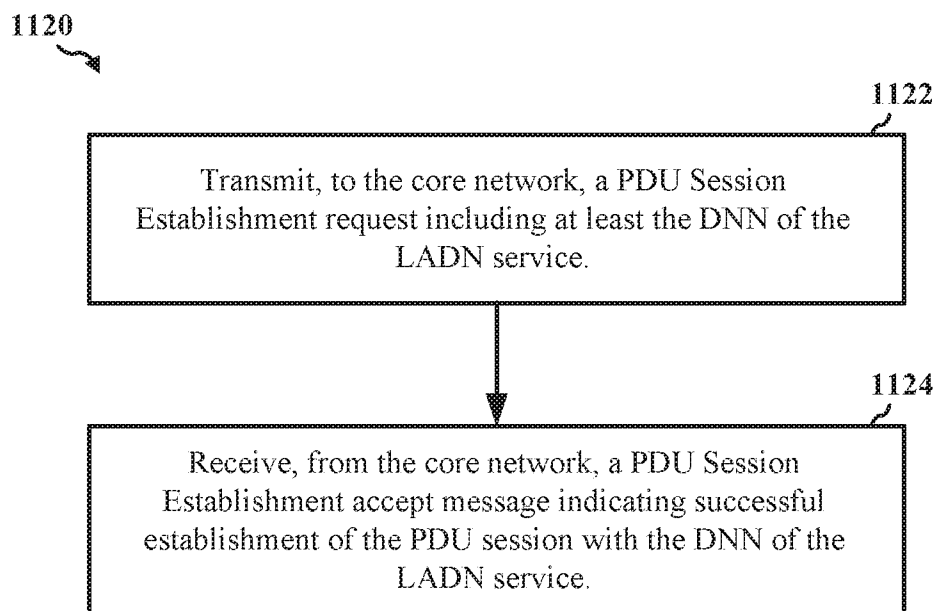 1120
1122
Transmit, to the core network, a PDU Session
Establishment request including at least the DNN of the
LADN service.
1124
Receive, from the core network, a PDU Session
Establishment accept message indicating successful
establishment of the PDU session with the DNN of the
LADN service.